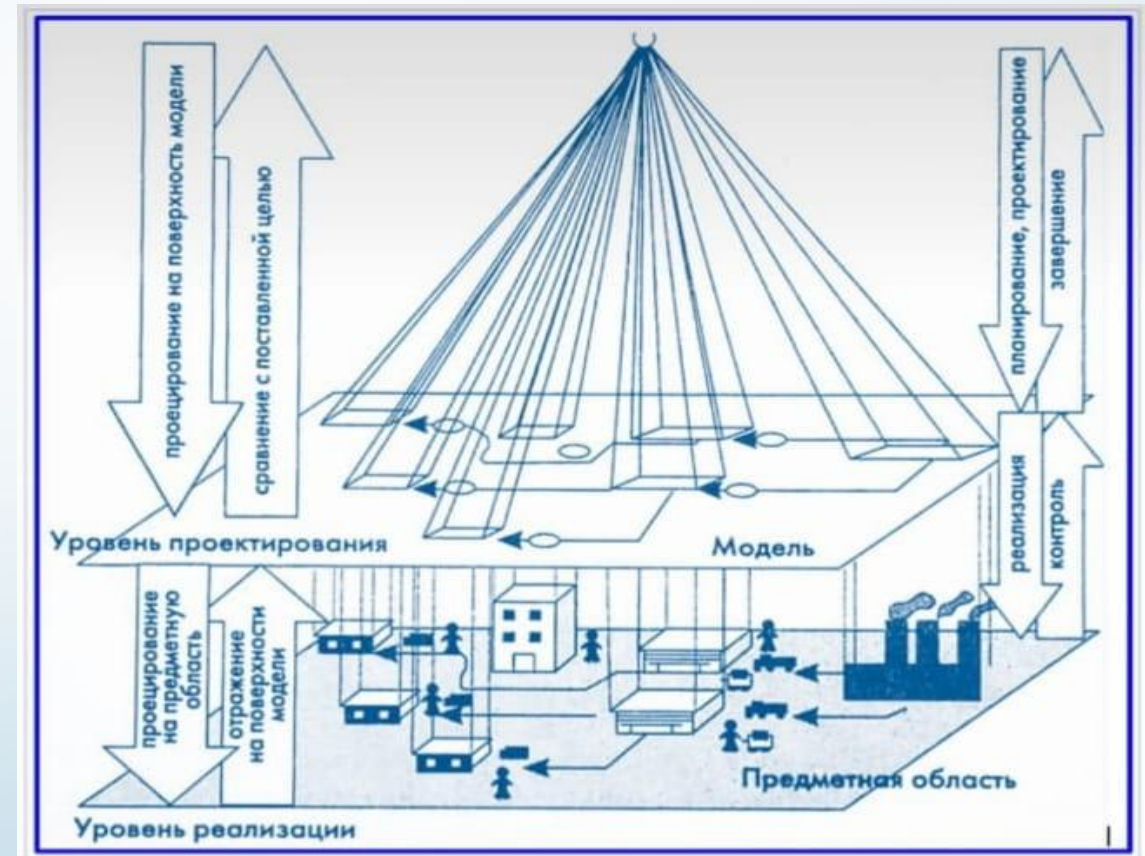 проецирование на поверхность модели
сравнение с поставленной целью
планирование, проектирование
завершение
Уровень проектирования
Модель
реализация
контроль
проецирование
на предметную
область
отражение
на поверхности
модели
Предметная область
Уровень реализации